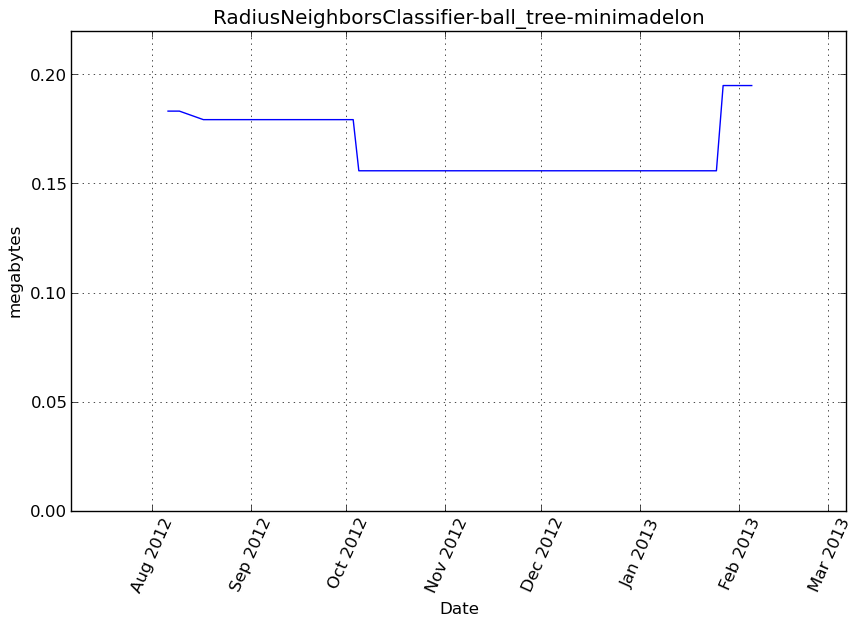 RadiusNeighborsClassifier-ball_tree-minimadelon
0.20
0.15
0.10
0.05
0.00
megabytes
Aug 2012
Sep 2012
Oct 2012
Nov 2012
Dec 2012
Jan 2013
Feb 2013
Mar 2013
Date